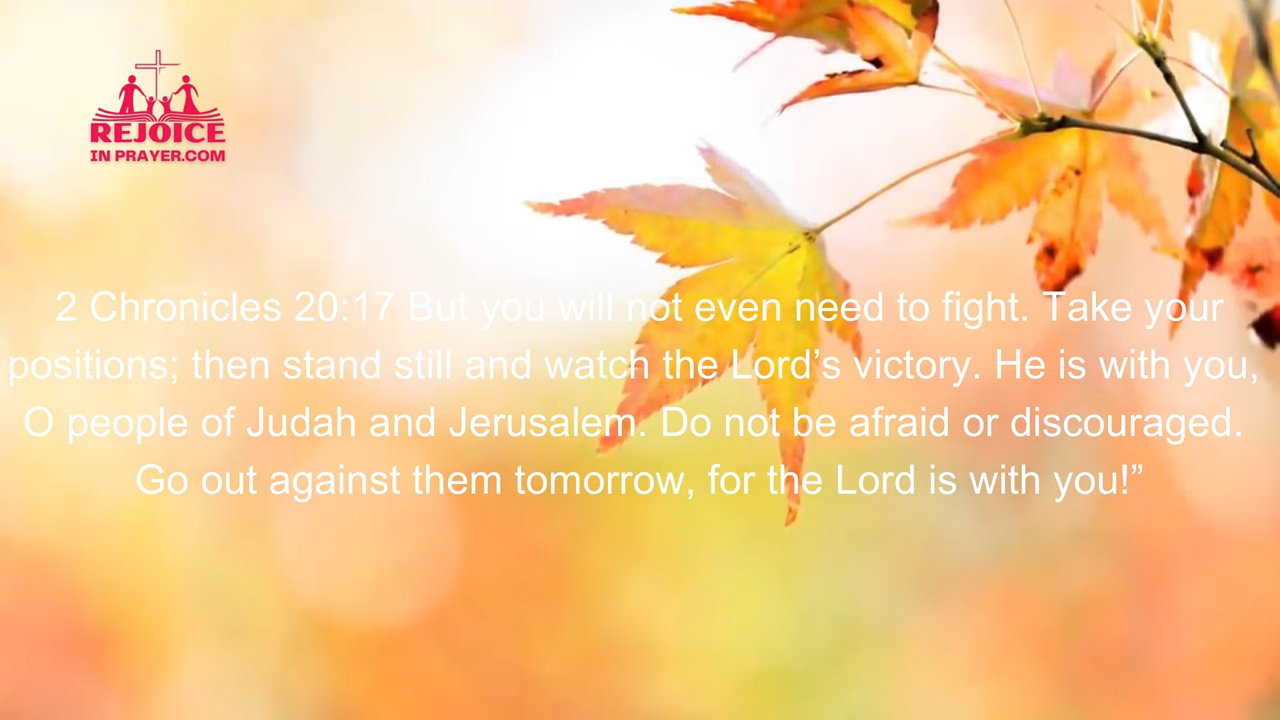 REJOICE
IN PRAYER.COM
2 Chronicles 20:17 But you will not even need to fight. Take your
positions; then stand still and watch the Lord’s victory. He is with you,
O people of Judah and Jerusalem. Do not be afraid or discouraged.
Go out against them tomorrow, for the Lord is with you!”